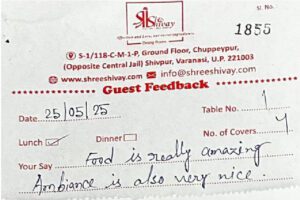 Sl. No.
1855
Shree Shivay
S-1/118-C-M-1-P, Ground Floor, Chuppeypur,
(Opposite Central Jail) Shivpur, Varanasi, U.P. 221003
www.shreeshivay.com info@shreeshivay.com
Guest Feedback
Date 25/05/25 Table No. 1
Lunch Dinner No. of Covers 4
Your Say Food is really amazing
Ambiance is also very nice.